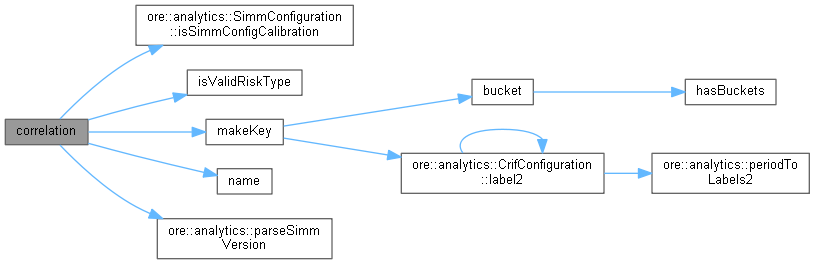 correlation
ore::analytics::SimmConfiguration
::isSimmConfigCalibration
isValidRiskType
makeKey
name
ore::analytics::parseSimm
Version
bucket
ore::analytics::CrifConfiguration
::label2
hasBuckets
ore::analytics::periodTo
Labels2